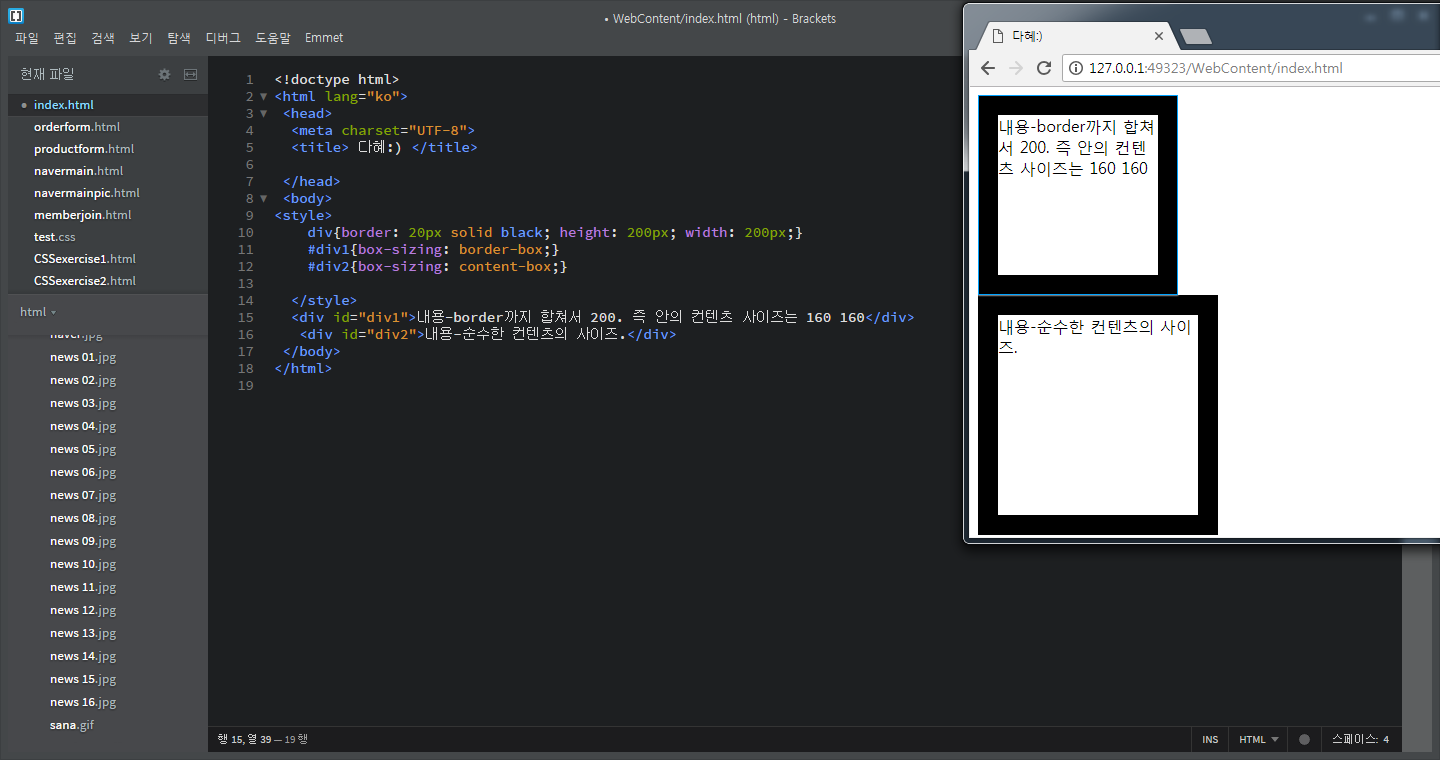 • WebContent/index.html (html) - Brackets
파일 편집 검색 보기 탐색 디버그 도움말 Emmet
현재 파일
• index.html
orderform.html
productform.html
navermain.html
navermainpic.html
memberjoin.html
test.css
CSSexercise1.html
CSSexercise2.html
html
naver.jpg
news 01.jpg
news 02.jpg
news 03.jpg
news 04.jpg
news 05.jpg
news 06.jpg
news 07.jpg
news 08.jpg
news 09.jpg
news 10.jpg
news 11.jpg
news 12.jpg
news 13.jpg
news 14.jpg
news 15.jpg
news 16.jpg
sana.gif
1 <!doctype html>
2 <html lang="ko">
3 <head>
4 <meta charset="UTF-8">
5 <title> 다혜:) </title>
6
7 </head>
8 <body>
9 <style>
10 div{border: 20px solid black; height: 200px; width: 200px;}
11 #div1{box-sizing: border-box;}
12 #div2{box-sizing: content-box;}
13
14 </style>
15 <div id="div1">내용-border까지 합쳐서 200. 즉 안의 컨텐츠 사이즈는 160 160</div>
16 <div id="div2">내용-순수한 컨텐츠의 사이즈.</div>
17 </body>
18 </html>
19
행 15, 열 39 — 19 행
INS HTML 스페이스: 4
다혜:)
127.0.0.1:49323/WebContent/index.html
내용-border까지 합쳐
서 200. 즉 안의 컨텐
츠 사이즈는 160 160
내용-순수한 컨텐츠의 사이
즈.